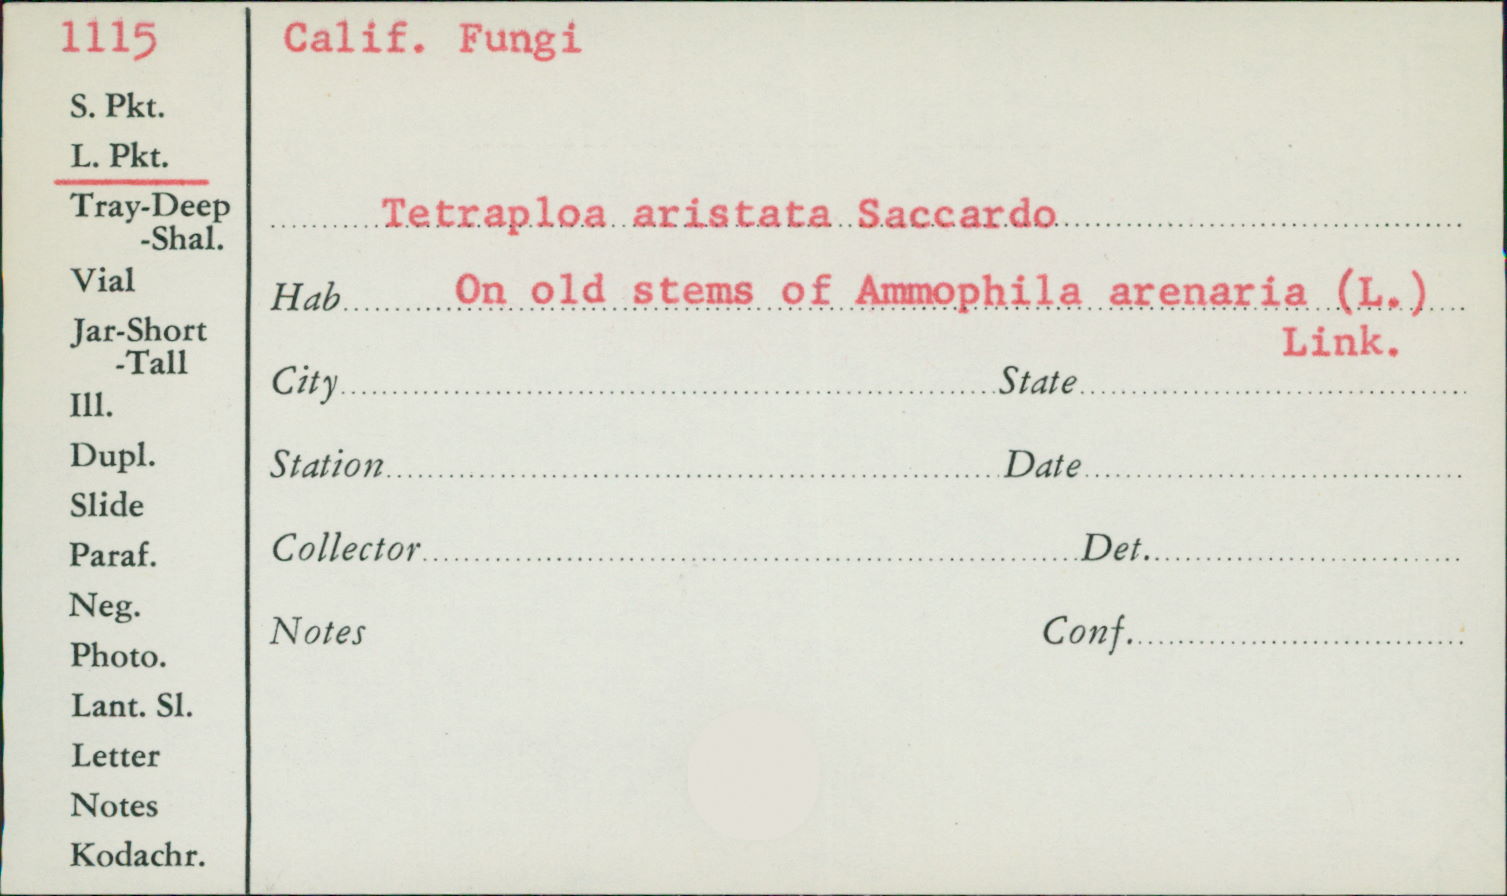 1115
Calif. Fungi
S. Pkt.
L. Pkt.
Tray-Deep
-Shal.
Vial
Jar-Short
-Tall
Ill.
Dupl.
Slide
Paraf.
Neg.
Photo.
Lant. Sl.
Letter
Notes
Kodachr.
Tetraploa aristata Saccardo
Hab. On old stems of Ammophila arenaria (L.)
Link.
City State
Station Date
Collector Det.
Notes Conf.